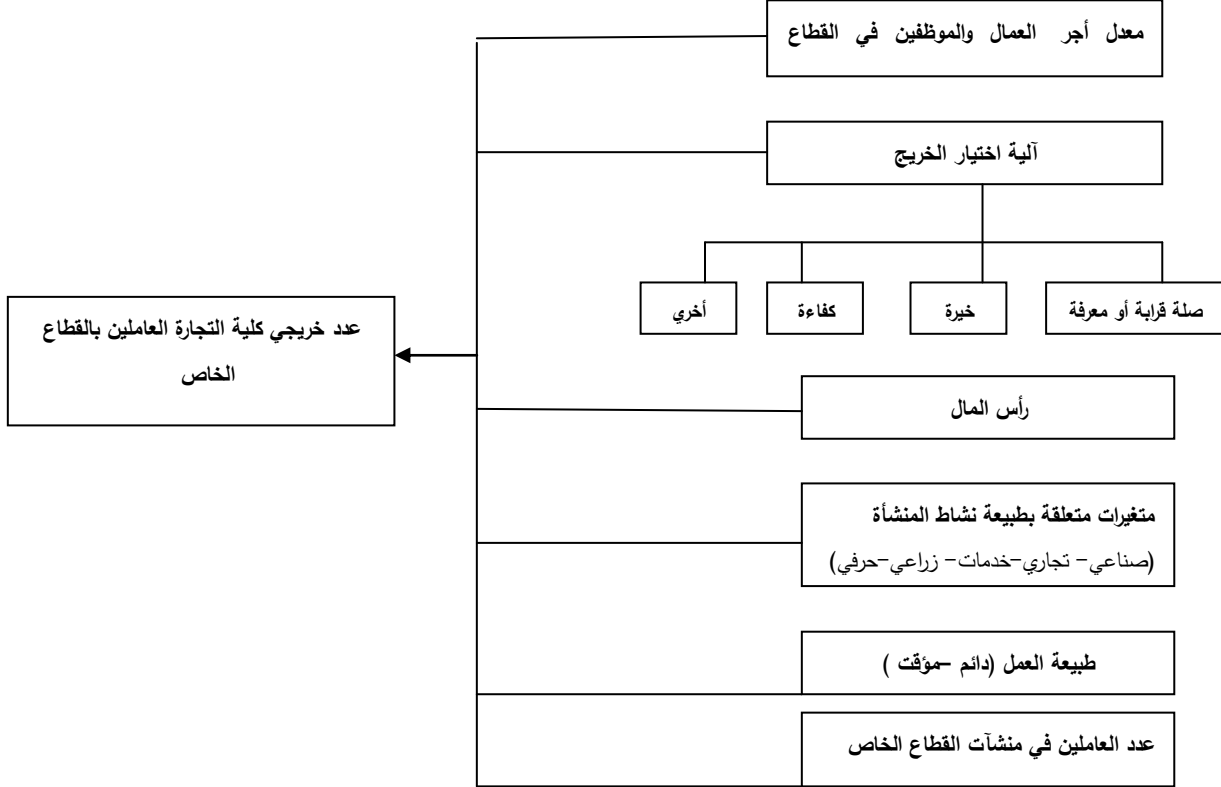 معدل أجر العمال والموظفين في القطاع
آلية اختيار الخريج
صلة قرابة أو معرفة
خيرة
كفاءة
أخري
عدد خريجي كلية التجارة العاملين بالقطاع
الخاص
رأس المال
متغيرات متعلقة بطبيعة نشاط المنشأة
(صناعي- تجاري-خدمات- زراعي-حرفي)
طبيعة العمل (دائم -مؤقت )
عدد العاملين في منشآت القطاع الخاص